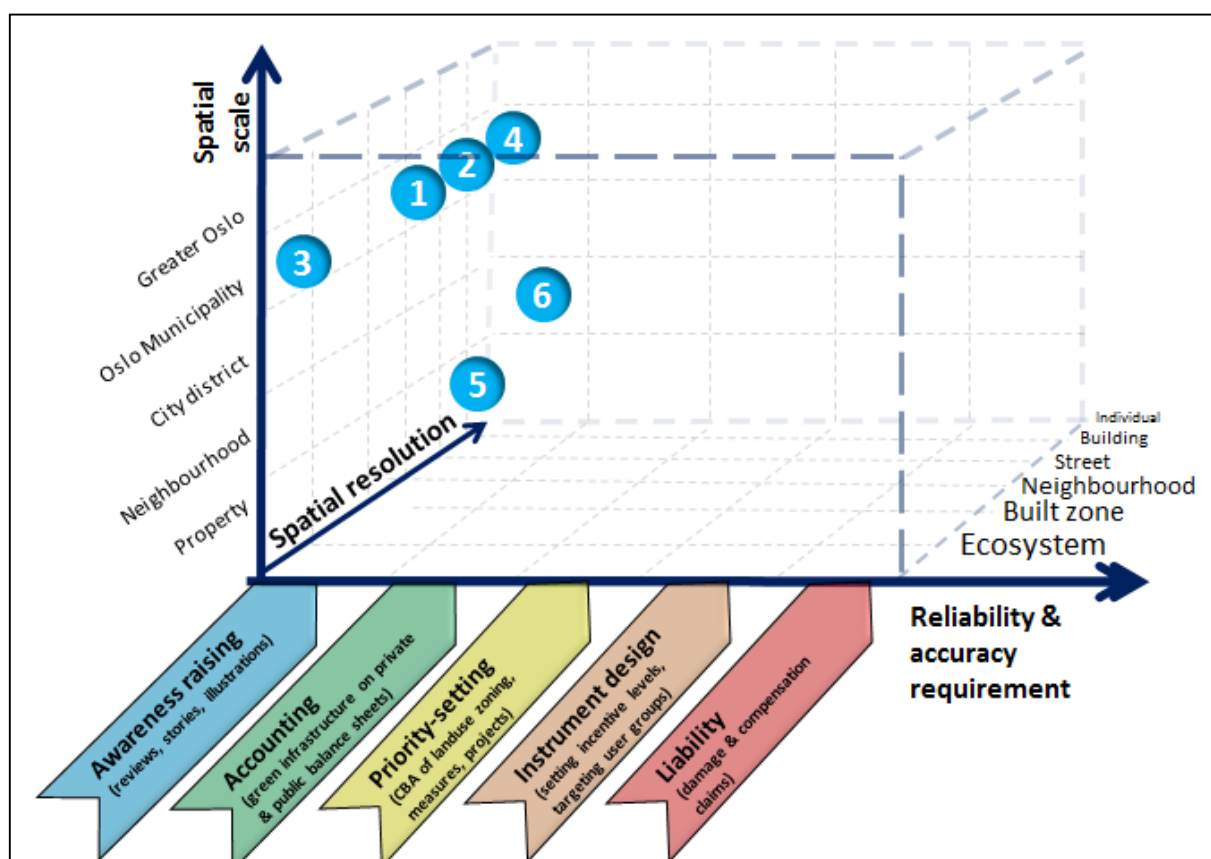 Spatial
scale
Greater Oslo
Oslo Municipality
City district
Neighbourhood
Property
1
2
3
4
5
6
Spatial resolution
Individual
Building
Street
Neighbourhood
Built zone
Ecosystem
Reliability &
accuracy
requirement
Awareness raising
(reviews, stories, illustrations)
Accounting
(green infrastructure on private
& public balance sheets)
Priority-setting
(CBA of landuse zoning,
measures, projects)
Instrument design
(setting incentive levels,
targeting user groups)
Liability
(damage & compensation
claims)